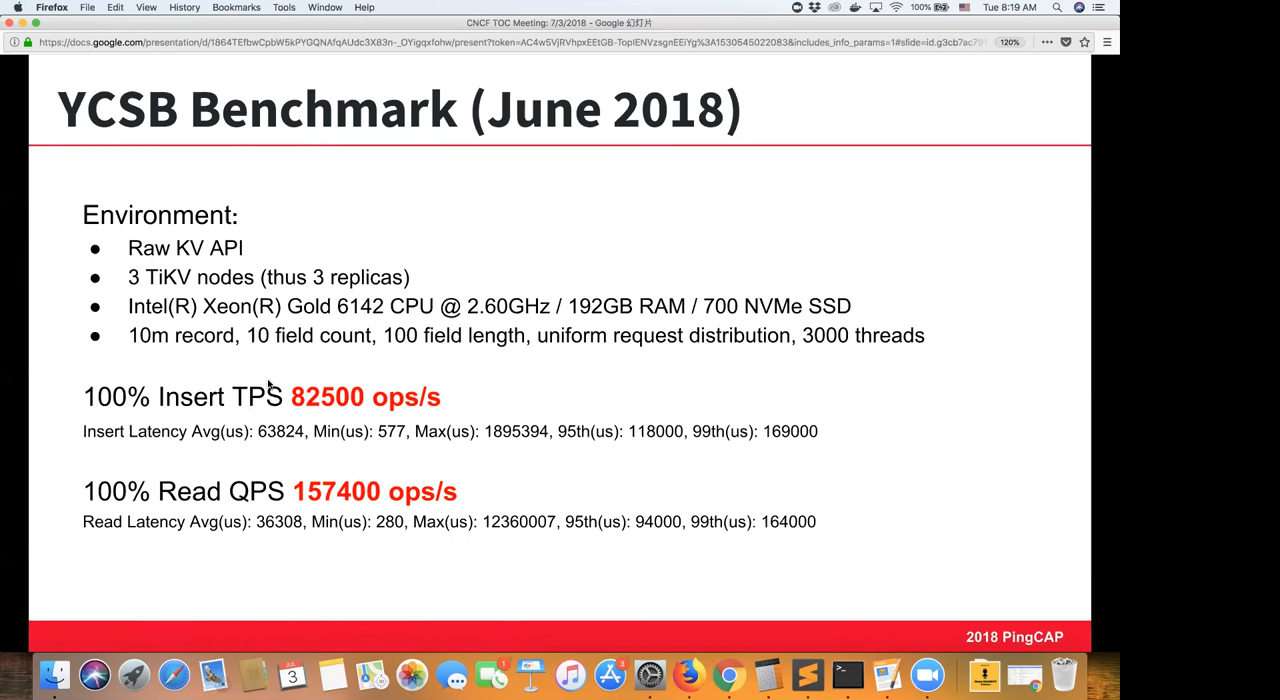 Firefox File Edit View History Bookmarks Tools Window Help 100% Tue 8:19 AM
CNCF TOC Meeting: 7/3/2018 - Google 幻灯片
120%
YCSB Benchmark (June 2018)
Environment:
● Raw KV API
● 3 TiKV nodes (thus 3 replicas)
● Intel(R) Xeon(R) Gold 6142 CPU @ 2.60GHz / 192GB RAM / 700 NVMe SSD
● 10m record, 10 field count, 100 field length, uniform request distribution, 3000 threads
100% Insert TPS 82500 ops/s
Insert Latency Avg(us): 63824, Min(us): 577, Max(us): 1895394, 95th(us): 118000, 99th(us): 169000
100% Read QPS 157400 ops/s
Read Latency Avg(us): 36308, Min(us): 280, Max(us): 12360007, 95th(us): 94000, 99th(us): 164000
2018 PingCAP
JUL
3
1
3